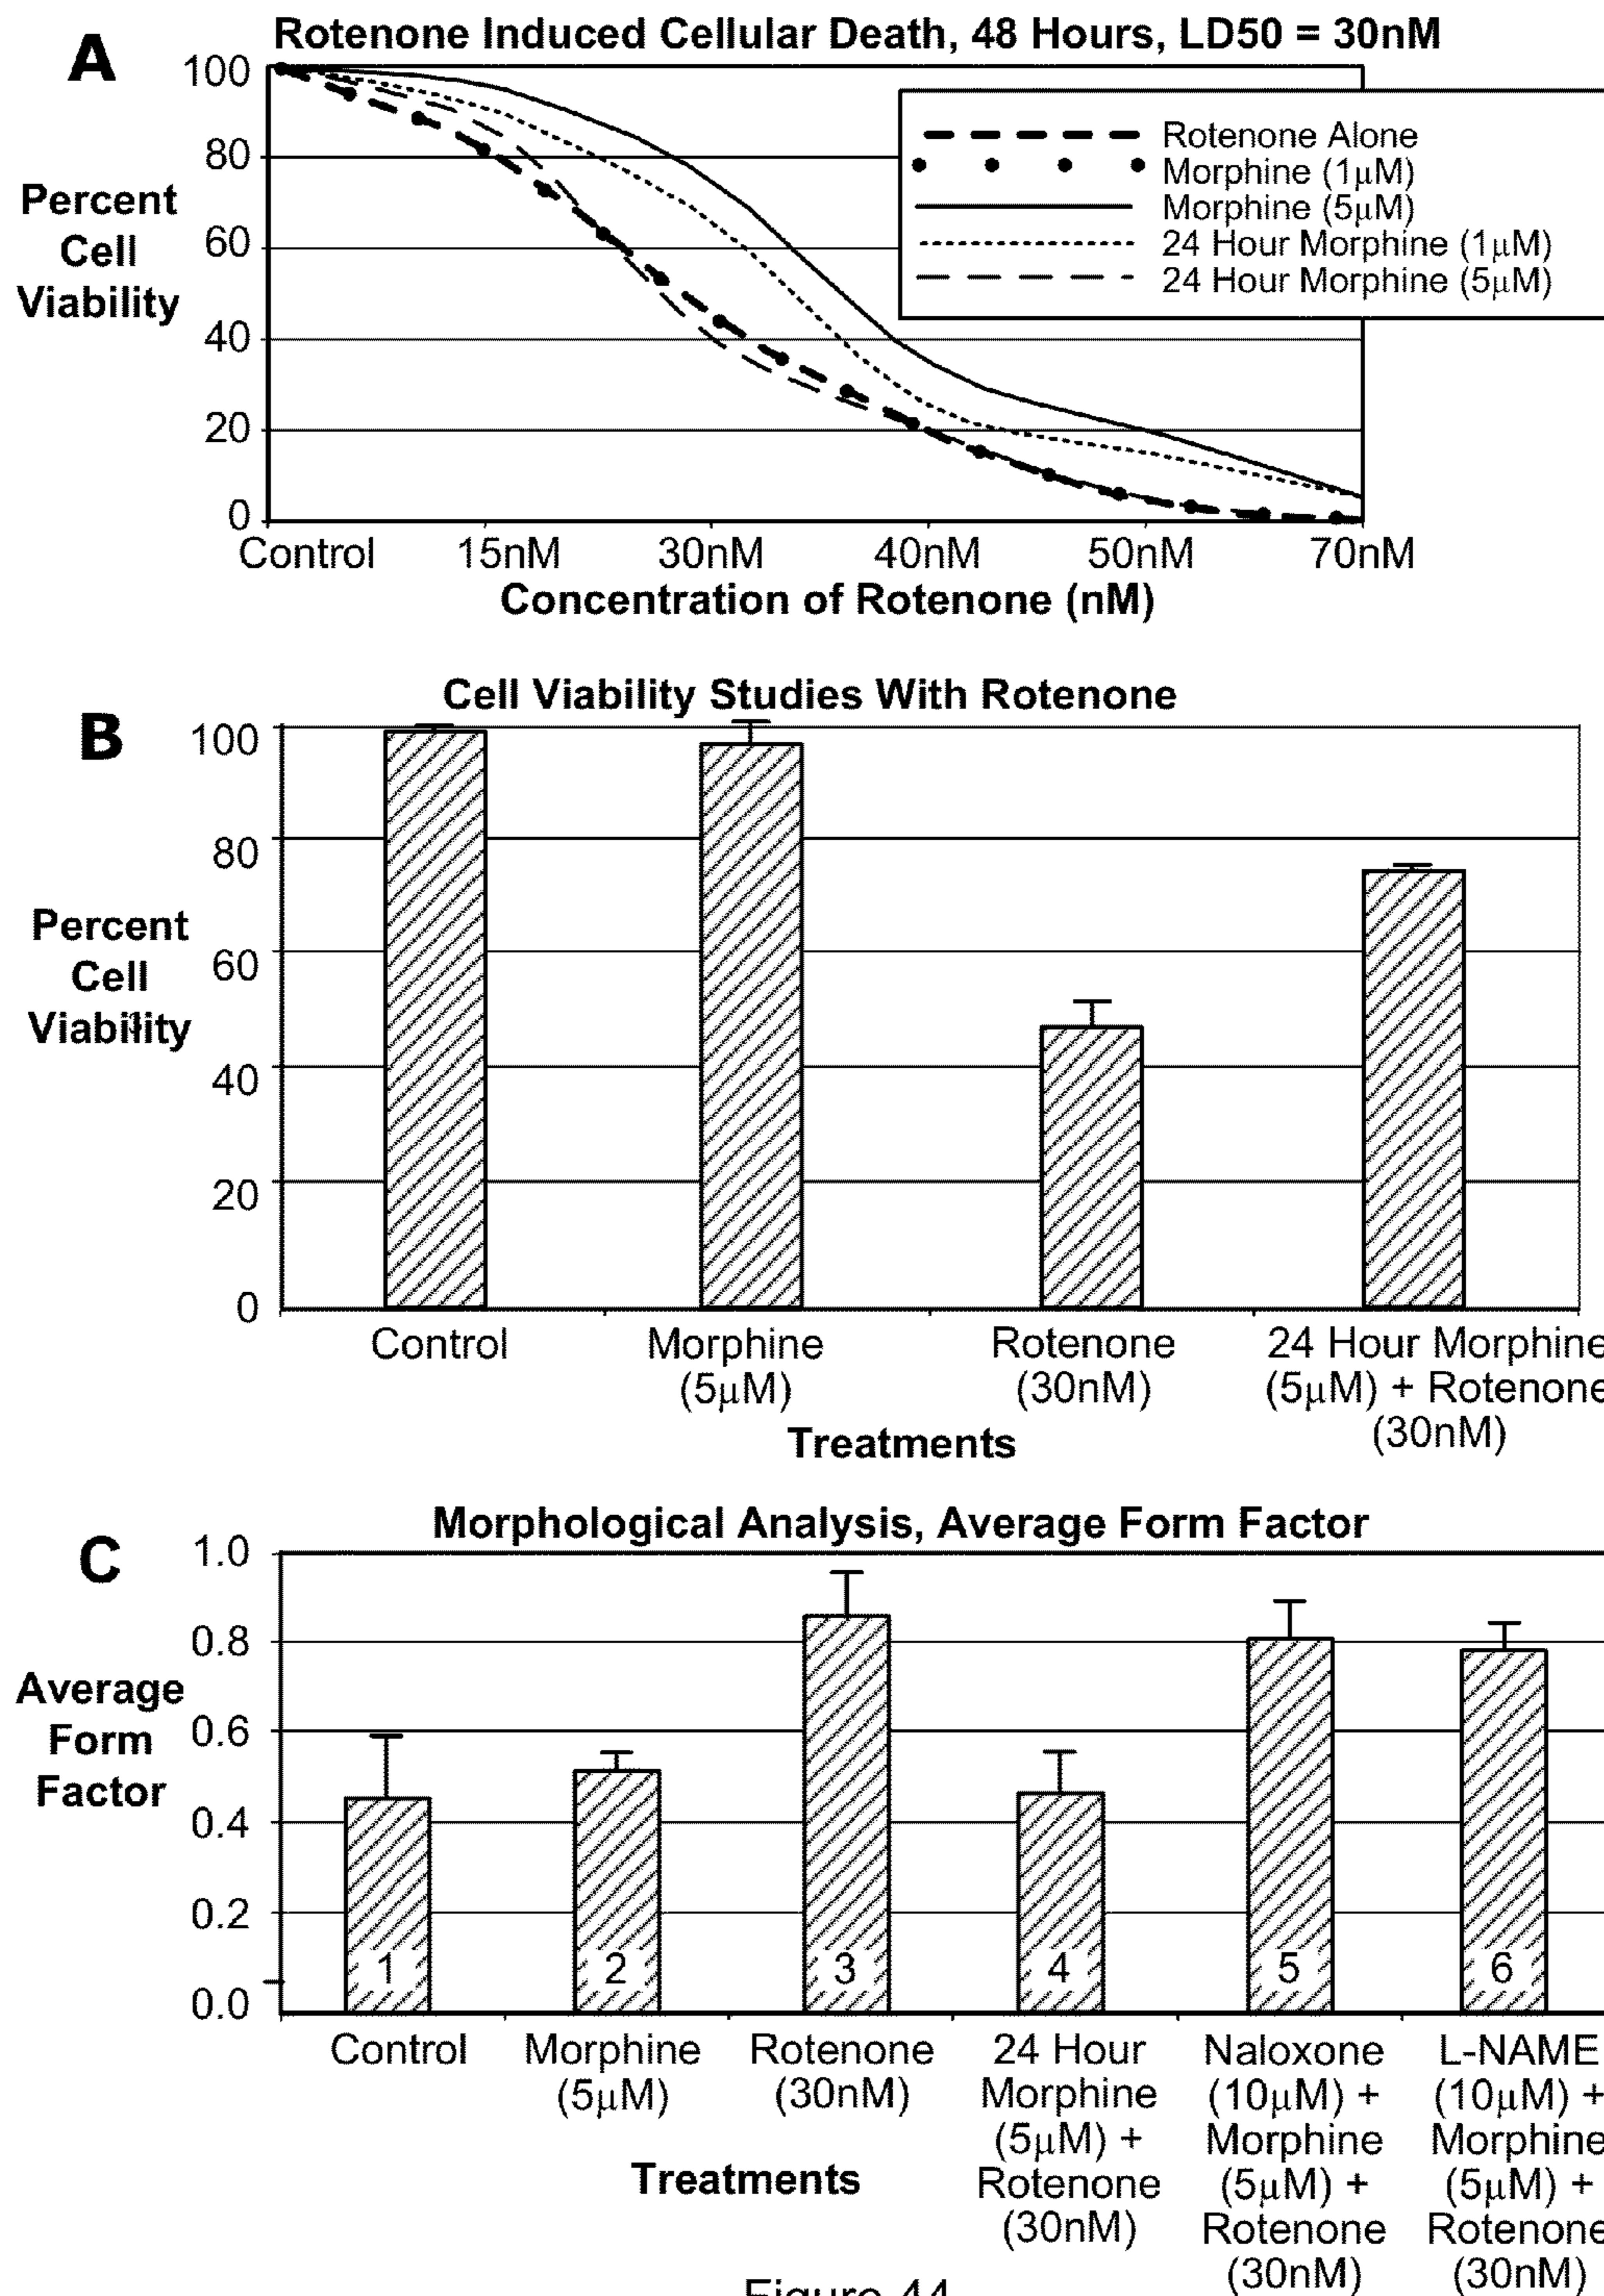 A
Rotenone Induced Cellular Death, 48 Hours, LD50 = 30nM
100
80
60
40
20
0
Percent
Cell
Viability
Rotenone Alone
Morphine (1µM)
Morphine (5µM)
24 Hour Morphine (1µM)
24 Hour Morphine (5µM)
Control 15nM 30nM 40nM 50nM 70nM
Concentration of Rotenone (nM)
B
Cell Viability Studies With Rotenone
100
80
60
40
20
0
Percent
Cell
Viability
Control
Morphine
(5µM)
Rotenone
(30nM)
24 Hour Morphine
(5µM) + Rotenone
(30nM)
Treatments
C
Morphological Analysis, Average Form Factor
1.0
0.8
0.6
0.4
0.2
0.0
Average
Form
Factor
1 2 3 4 5 6
Control
Morphine
(5µM)
Rotenone
(30nM)
24 Hour
Morphine
(5µM) +
Rotenone
(30nM)
Naloxone
(10µM) +
Morphine
(5µM) +
Rotenone
(30nM)
L-NAME
(10µM) +
Morphine
(5µM) +
Rotenone
(30nM)
Treatments
Figure 44